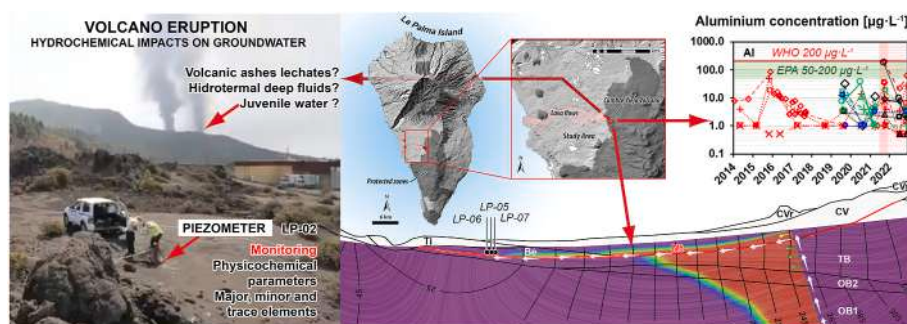 VOLCANO ERUPTION
HYDROCHEMICAL IMPACTS ON GROUNDWATER
Volcanic ashes lechates?
Hidrotermal deep fluids?
Juvenile water ?
PIEZOMETER
LP-02
Monitoring
Physicochemical
parameters
Major, minor and
trace elements
La Palma Island
Protected zones
N
Lava flows
Study Area
N
Aluminium concentration [µg·L⁻¹]
Al
WHO 200 µg·L⁻¹
EPA 50-200 µg·L⁻¹
1000.0
100.0
10.0
1.0
0.1
2014
2015
2016
2017
2019
2020
2021
2022
LP-05
LP-06
LP-07
CVr
CV
TB
OB2
OB1